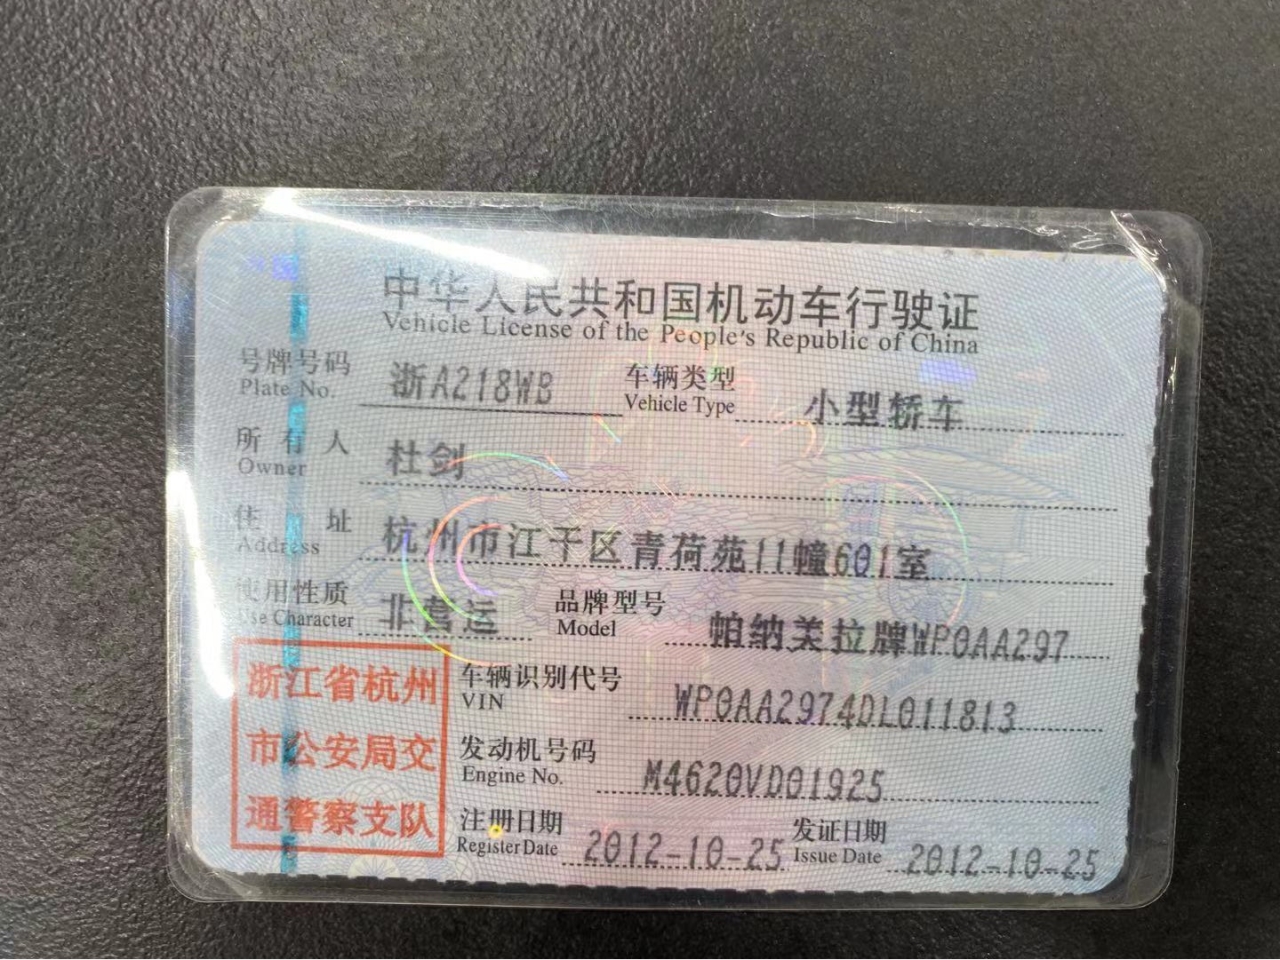 中华人民共和国机动车行驶证
Vehicle License of the People's Republic of China
号牌号码 浙A218WB 车辆类型 小型轿车
Plate No. Vehicle Type
所有人 杜剑
Owner
住址 杭州市江干区青荷苑11幢601室
Address
使用性质 非营运 品牌型号 帕纳美拉牌WP0AA297
Use Character Model
浙江省杭州
市公安局交
通警察支队
车辆识别代号 WP0AA2974DL011813
VIN
发动机号码 M4620VD01925
Engine No.
注册日期 2012-10-25 发证日期 2012-10-25
Register Date Issue Date